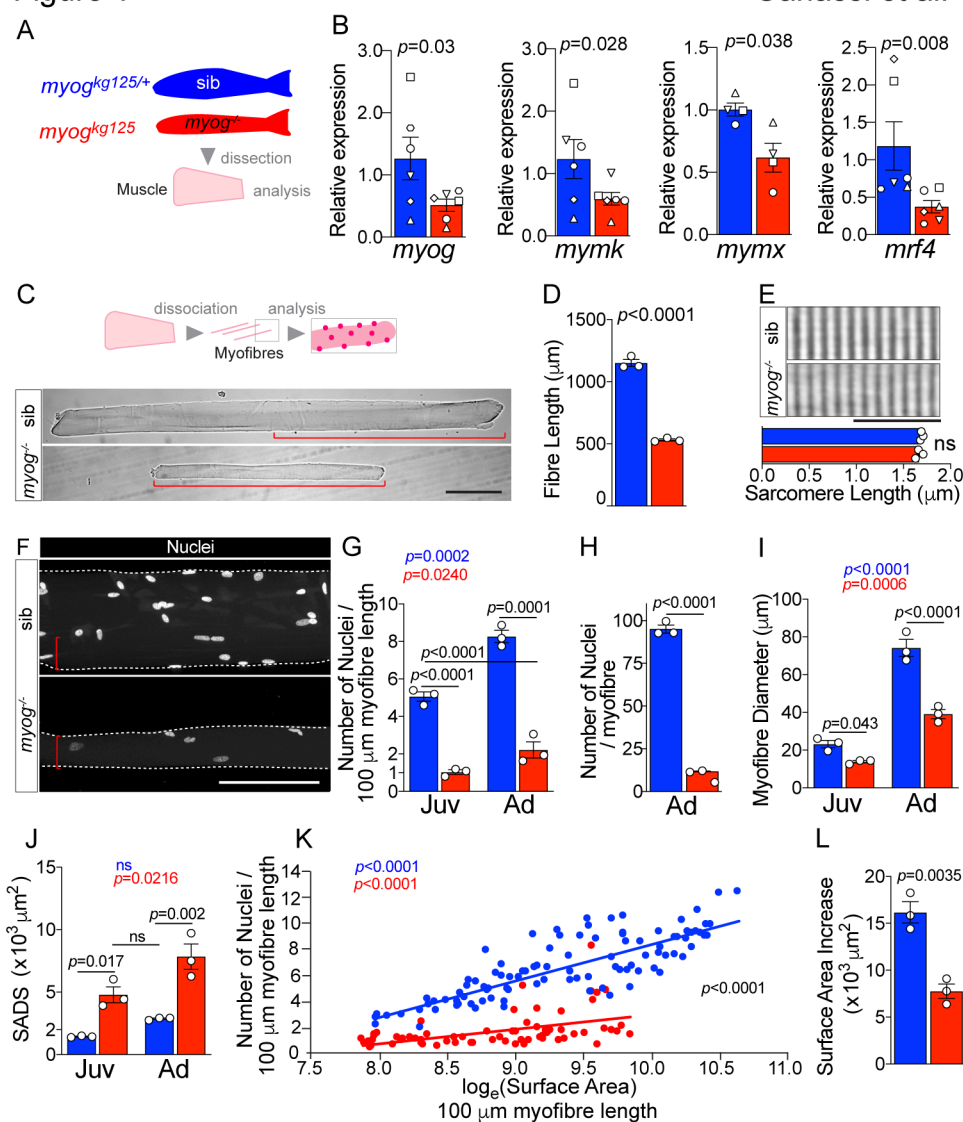 A
myog^kg125/+
sib
myog^kg125
myog-/-
dissection
Muscle
analysis
B
Relative expression
3.0
2.0
1.0
0.0
p=0.03
myog
Relative expression
3.0
2.0
1.0
0.0
p=0.028
mymk
Relative expression
1.5
1.0
0.5
0.0
p=0.038
mymx
Relative expression
2.5
2.0
1.5
1.0
0.5
0.0
p=0.008
mrf4
C
dissociation
analysis
Myofibres
sib
myog-/-
D
Fibre Length (μm)
1500
1000
500
0
p<0.0001
E
sib
myog-/-
ns
0.0 0.5 1.0 1.5 2.0
Sarcomere Length (μm)
F
Nuclei
sib
myog-/-
G
p=0.0002
p=0.0240
Number of Nuclei /
100 μm myofibre length
10
8
6
4
2
1
0
p=0.0001
p<0.0001
p<0.0001
Juv Ad
H
Number of Nuclei
/ myofibre
100
75
50
25
0
p<0.0001
Ad
I
p<0.0001
p=0.0006
Myofibre Diameter (μm)
100
80
60
40
20
0
p<0.0001
p=0.043
Juv Ad
J
ns
p=0.0216
SADS (x10³ μm²)
15
10
5
2
0
p=0.002
ns
p=0.017
Juv Ad
K
p<0.0001
p<0.0001
Number of Nuclei /
100 μm myofibre length
14
12
10
8
6
4
2
0
p<0.0001
7.5 8.0 8.5 9.0 9.5 10.0 10.5 11.0
logₑ(Surface Area)
100 μm myofibre length
L
Surface Area Increase
(x10³ μm²)
20
15
10
5
0
p=0.0035